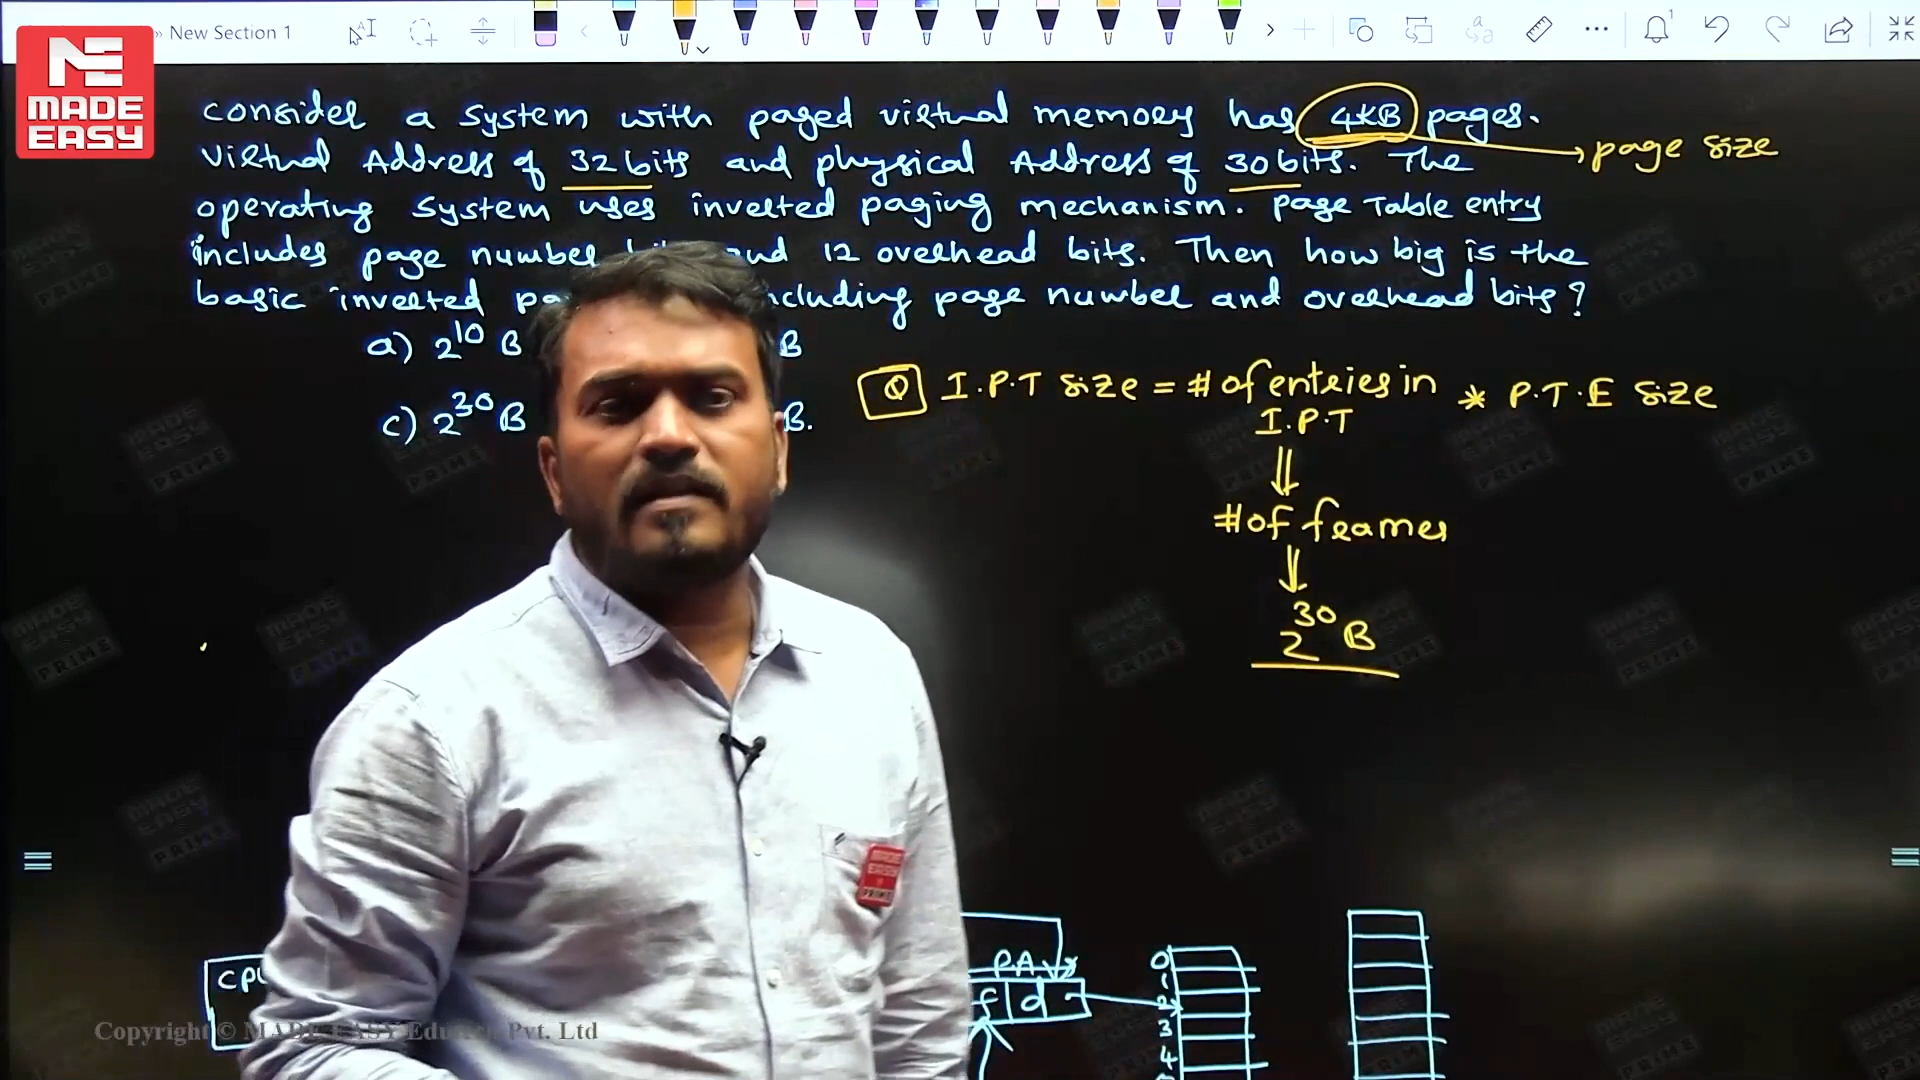 » New Section 1
MADE
EASY
Consider a system with paged virtual memory has 4KB pages.
Virtual Address of 32 bits and physical Address of 30 bits. The
→ page size
operating system uses inverted paging mechanism. page Table entry
includes page number and 12 overhead bits. Then how big is the
basic inverted including page number and overhead bits?
a) 2^10 B B
c) 2^30 B B.
Q I.P.T size = # of entries in * P.T.E size
I.P.T
⇓
# of frames
⇓
2^30 B
CPU
P.A
f d
0
1
2
3
4
MADE
EASY
PRIME
Copyright © MADE EASY Pvt. Ltd